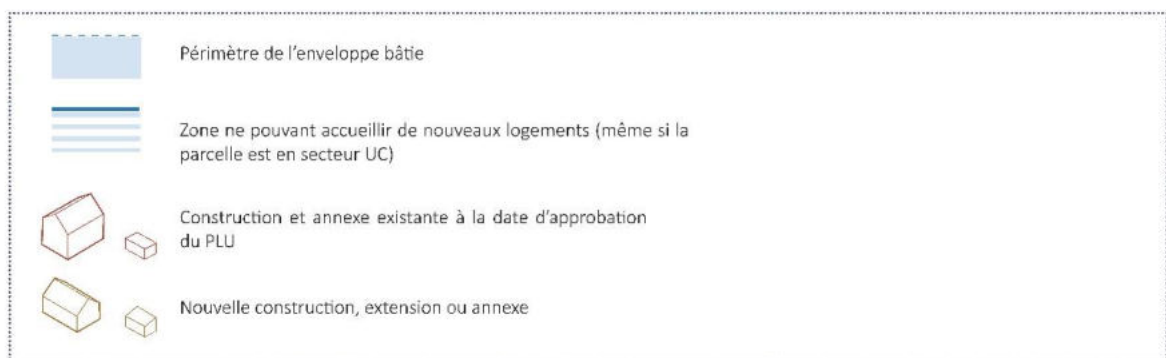 Périmètre de l'enveloppe bâtie
Zone ne pouvant accueillir de nouveaux logements (même si la
parcelle est en secteur UC)
Construction et annexe existante à la date d'approbation
du PLU
Nouvelle construction, extension ou annexe